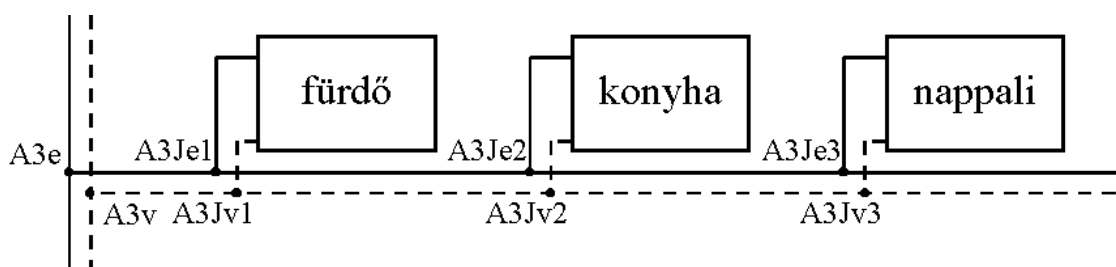 fürdő
konyha
nappali
A3e
A3Je1
A3Je2
A3Je3
A3v
A3Jv1
A3Jv2
A3Jv3